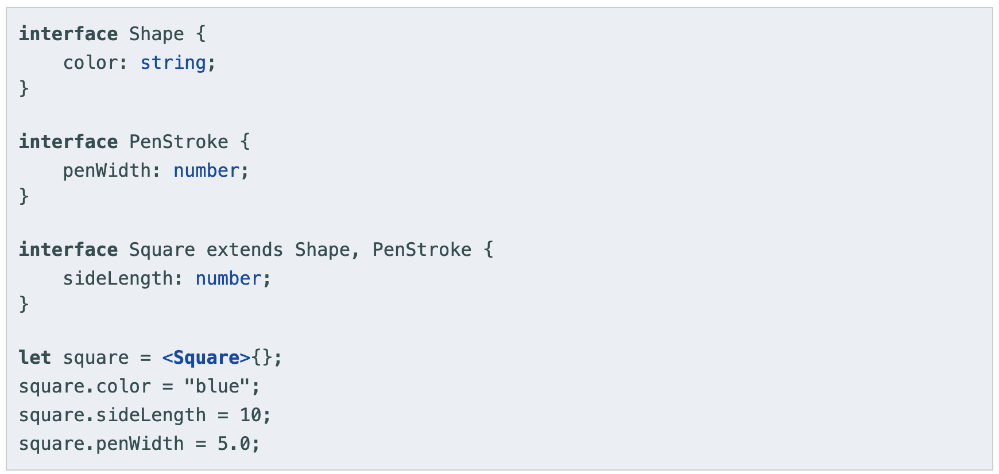 interface Shape {
    color: string;
}

interface PenStroke {
    penWidth: number;
}

interface Square extends Shape, PenStroke {
    sideLength: number;
}

let square = <Square>{};
square.color = "blue";
square.sideLength = 10;
square.penWidth = 5.0;